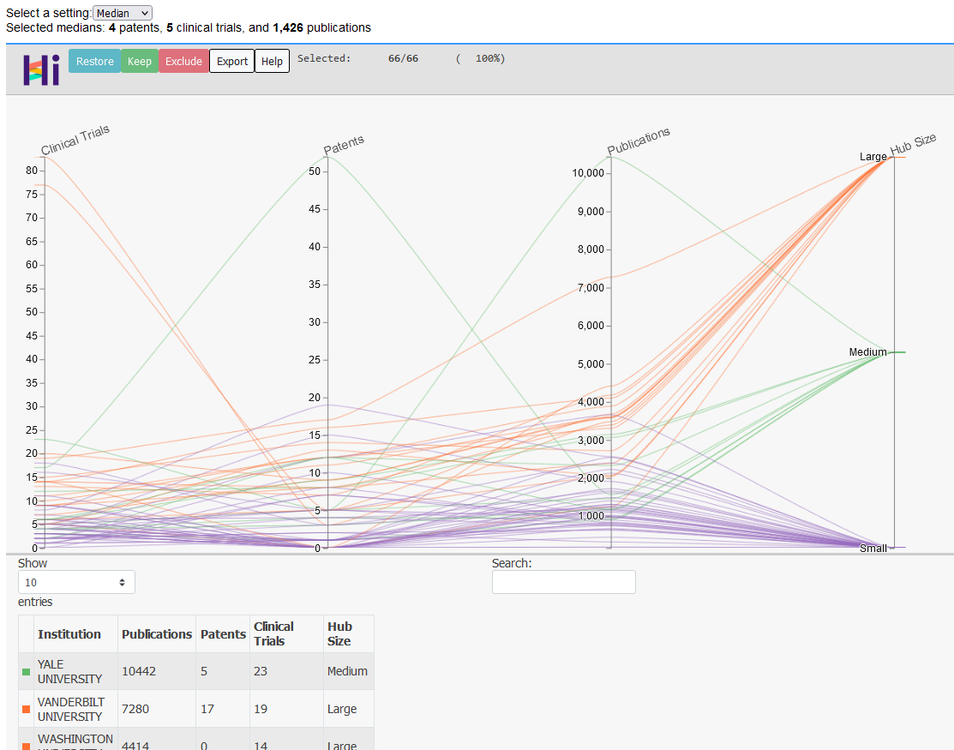 Select a setting: Median
Selected medians: 4 patents, 5 clinical trials, and 1,426 publications
Hi Restore Keep Exclude Export Help Selected: 66/66 ( 100%)
Clinical Trials Patents Publications Hub Size
80
75
70
65
60
55
50
45
40
35
30
25
20
15
10
5
0
50
45
40
35
30
25
20
15
10
5
0
10,000
9,000
8,000
7,000
6,000
5,000
4,000
3,000
2,000
1,000
Large
Medium
Small
Show
10
entries
Search:
Institution Publications Patents Clinical Trials Hub Size
YALE UNIVERSITY 10442 5 23 Medium
VANDERBILT UNIVERSITY 7280 17 19 Large
WASHINGTON UNIVERSITY 4414 0 14 Large